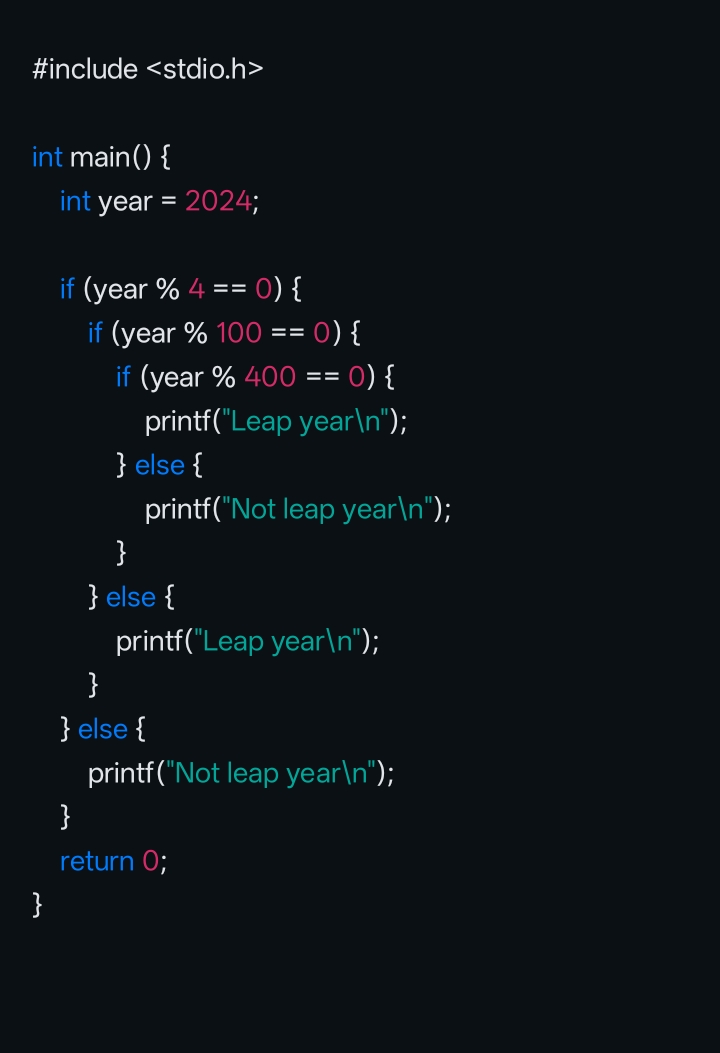 #include <stdio.h>

int main() {
    int year = 2024;

    if (year % 4 == 0) {
        if (year % 100 == 0) {
            if (year % 400 == 0) {
                printf("Leap year\n");
            } else {
                printf("Not leap year\n");
            }
        } else {
            printf("Leap year\n");
        }
    } else {
        printf("Not leap year\n");
    }
    return 0;
}